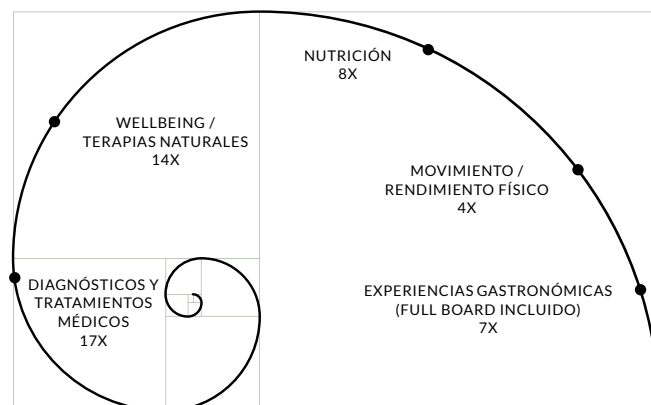 NUTRICIÓN
8X
WELLBEING /
TERAPIAS NATURALES
14X
MOVIMIENTO /
RENDIMIENTO FÍSICO
4X
DIAGNÓSTICOS Y
TRATAMIENTOS
MÉDICOS
17X
EXPERIENCIAS GASTRONÓMICAS
(FULL BOARD INCLUIDO)
7X